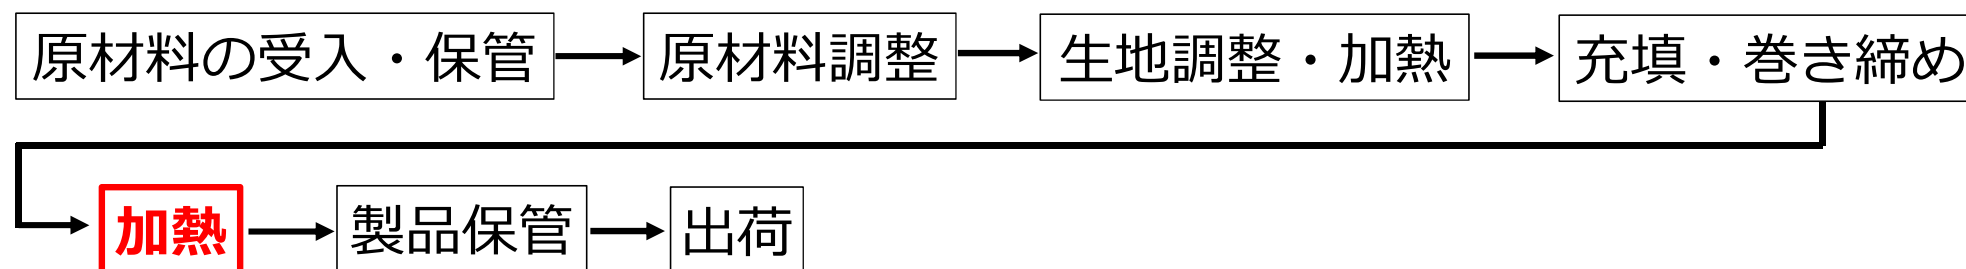 原材料の受入・保管
原材料調整
生地調整・加熱
充填・巻き締め
加熱
製品保管
出荷